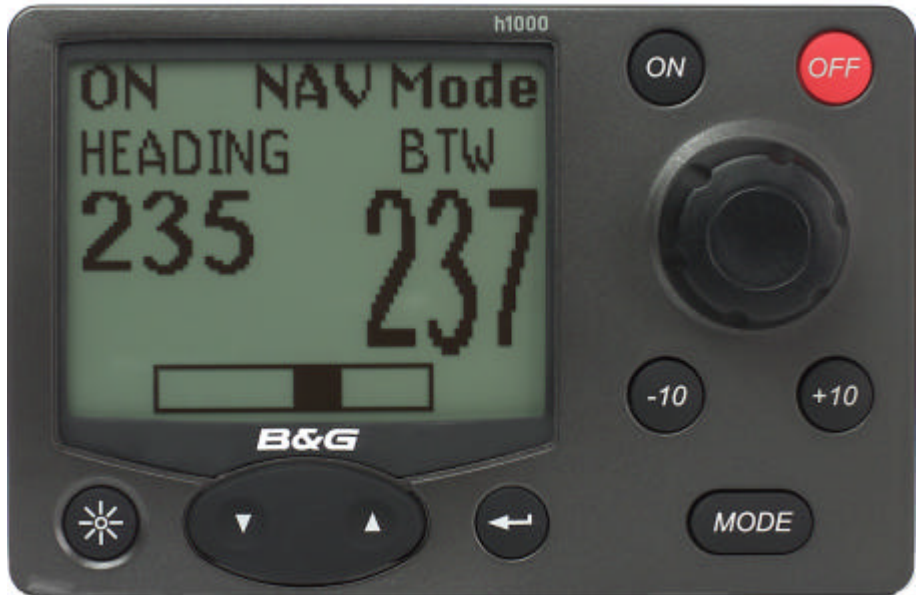 h1000
ON NAV Mode
HEADING BTW
235 237
B&G
ON
OFF
-10
+10
MODE